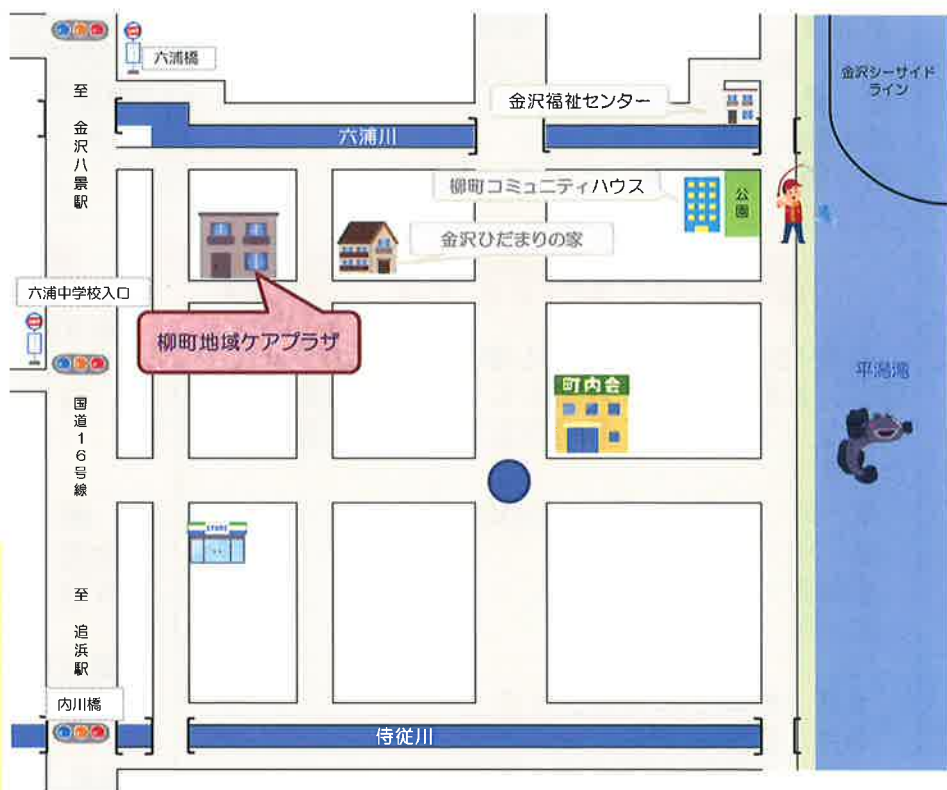 六浦橋
金沢シーサイド
ライン
至 金沢八景駅
金沢福祉センター
六浦川
柳町コミュニティハウス
公園
金沢ひだまりの家
六浦中学校入口
柳町地域ケアプラザ
平潟湾
町内会
国道16号線
STORE
至 追浜駅
内川橋
侍従川